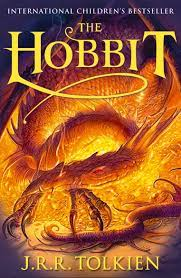 INTERNATIONAL CHILDREN'S BESTSELLER
THE
HOBBIT
J.R.R. TOLKIEN